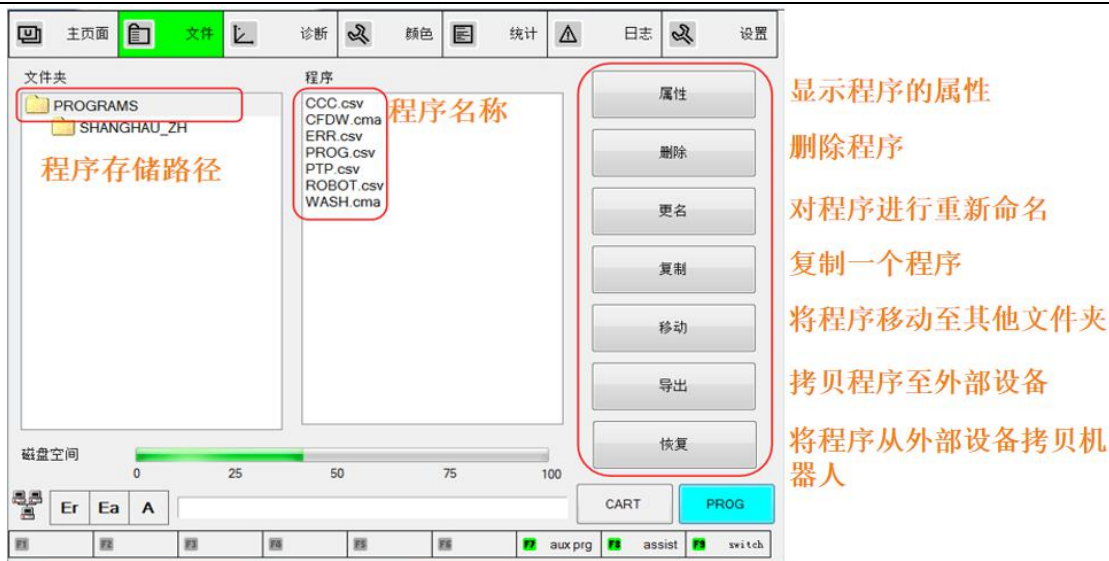 主页面 文件 诊断 颜色 统计 日志 设置
文件夹
PROGRAMS
SHANGHAU_ZH
程序存储路径
程序
CCC.csv
CFDW.cma
ERR.csv
PROG.csv
PTP.csv
ROBOT.csv
WASH.cma
程序名称
属性
显示程序的属性
删除
删除程序
更名
对程序进行重新命名
复制
复制一个程序
移动
将程序移动至其他文件夹
导出
拷贝程序至外部设备
恢复
将程序从外部设备拷贝机
器人
磁盘空间
0 25 50 75 100
Er Ea A CART PROG
F1 F2 F3 F4 F5 F6 F7 aux prg F8 assist F9 switch